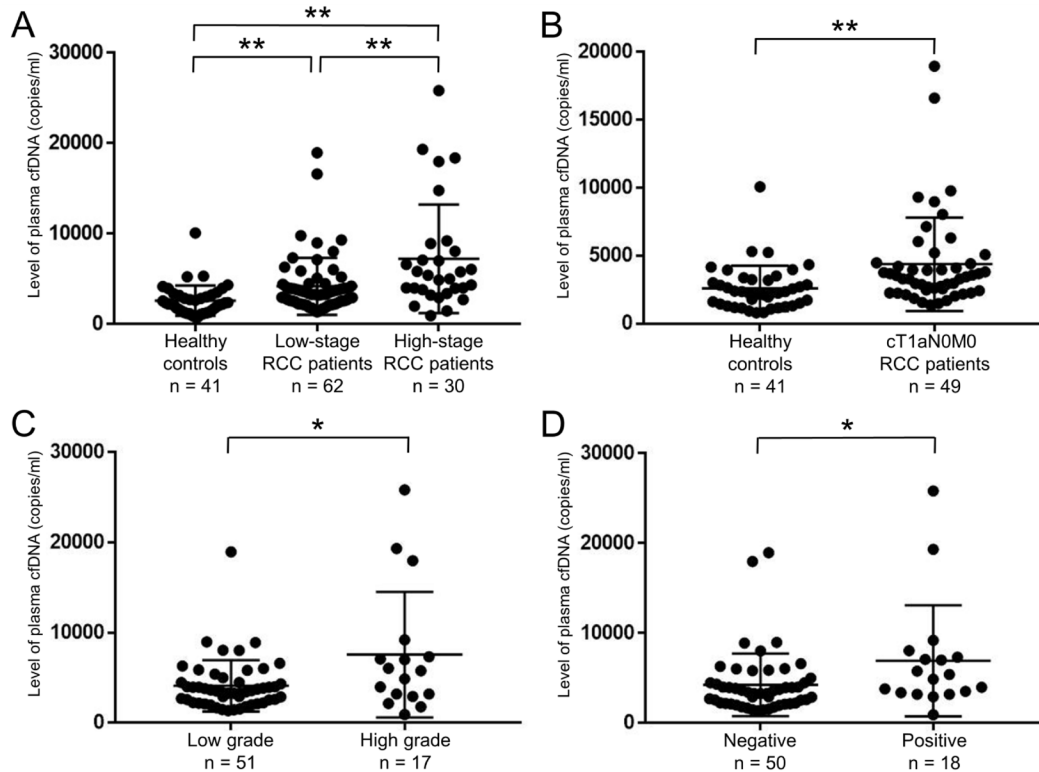 A
**
**
**
Level of plasma cfDNA (copies/ml)
30000
20000
10000
0
Healthy
controls
n = 41
Low-stage
RCC patients
n = 62
High-stage
RCC patients
n = 30
B
**
Level of plasma cfDNA (copies/ml)
20000
15000
10000
5000
0
Healthy
controls
n = 41
cT1aN0M0
RCC patients
n = 49
C
*
Level of plasma cfDNA (copies/ml)
30000
20000
10000
0
Low grade
n = 51
High grade
n = 17
D
*
Level of plasma cfDNA (copies/ml)
30000
20000
10000
0
Negative
n = 50
Positive
n = 18